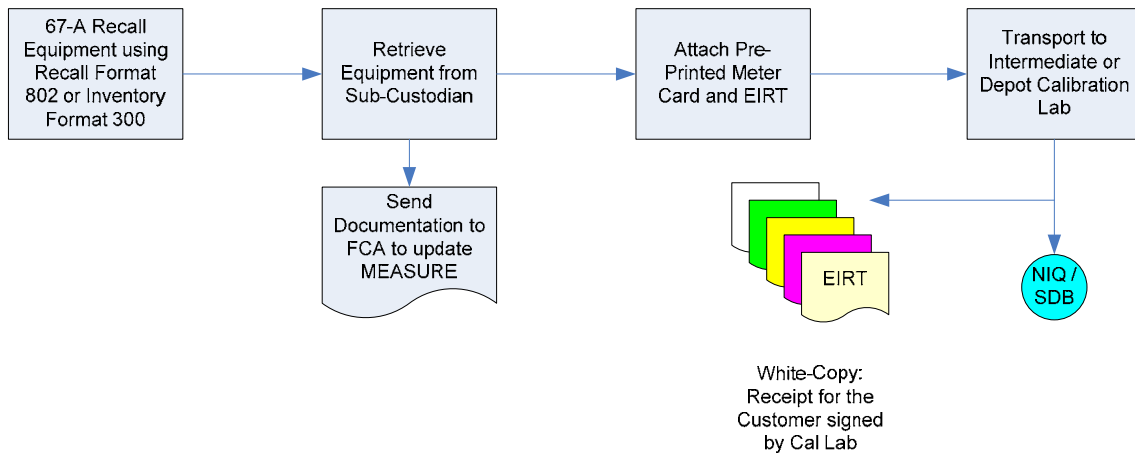 67-A Recall
Equipment using
Recall Format
802 or Inventory
Format 300
Retrieve
Equipment from
Sub-Custodian
Attach Pre-
Printed Meter
Card and EIRT
Transport to
Intermediate or
Depot Calibration
Lab
Send
Documentation to
FCA to update
MEASURE
EIRT
NIQ /
SDB
White-Copy:
Receipt for the
Customer signed
by Cal Lab